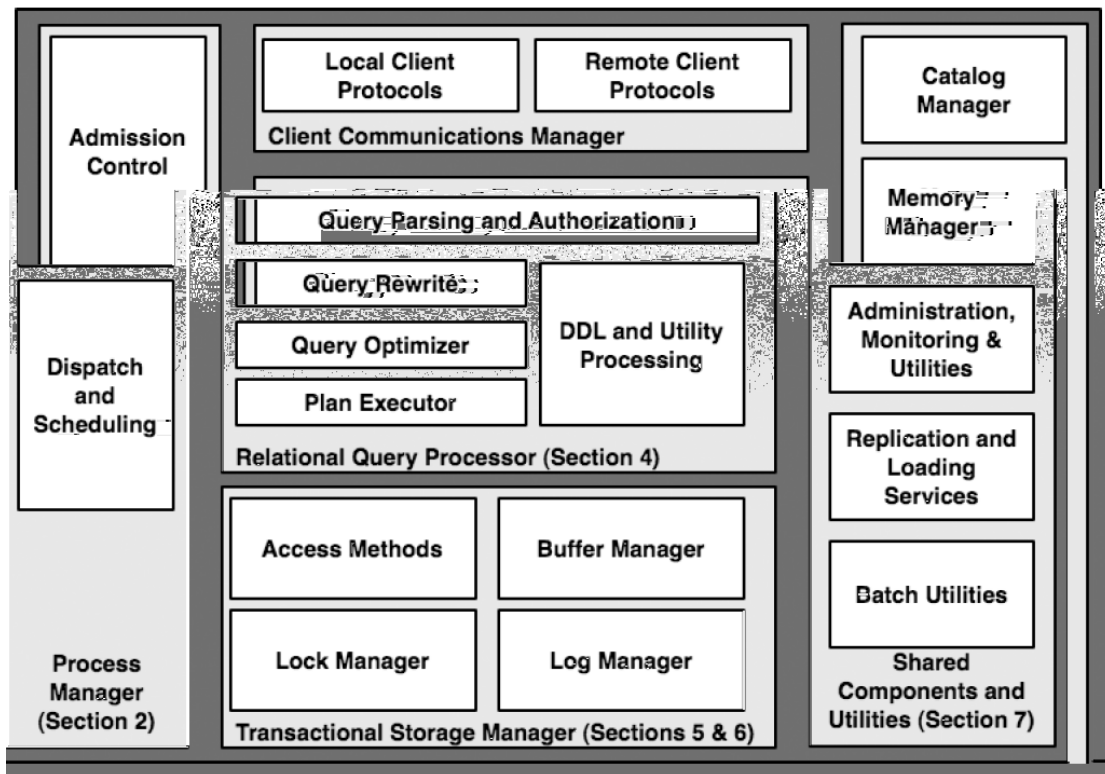 Admission
Control
Dispatch
and
Scheduling
Process
Manager
(Section 2)
Local Client
Protocols
Remote Client
Protocols
Client Communications Manager
Query Parsing and Authorization
Query Rewrite
Query Optimizer
Plan Executor
DDL and Utility
Processing
Relational Query Processor (Section 4)
Access Methods
Buffer Manager
Lock Manager
Log Manager
Transactional Storage Manager (Sections 5 & 6)
Catalog
Manager
Memory
Manager
Administration,
Monitoring &
Utilities
Replication and
Loading
Services
Batch Utilities
Shared
Components and
Utilities (Section 7)